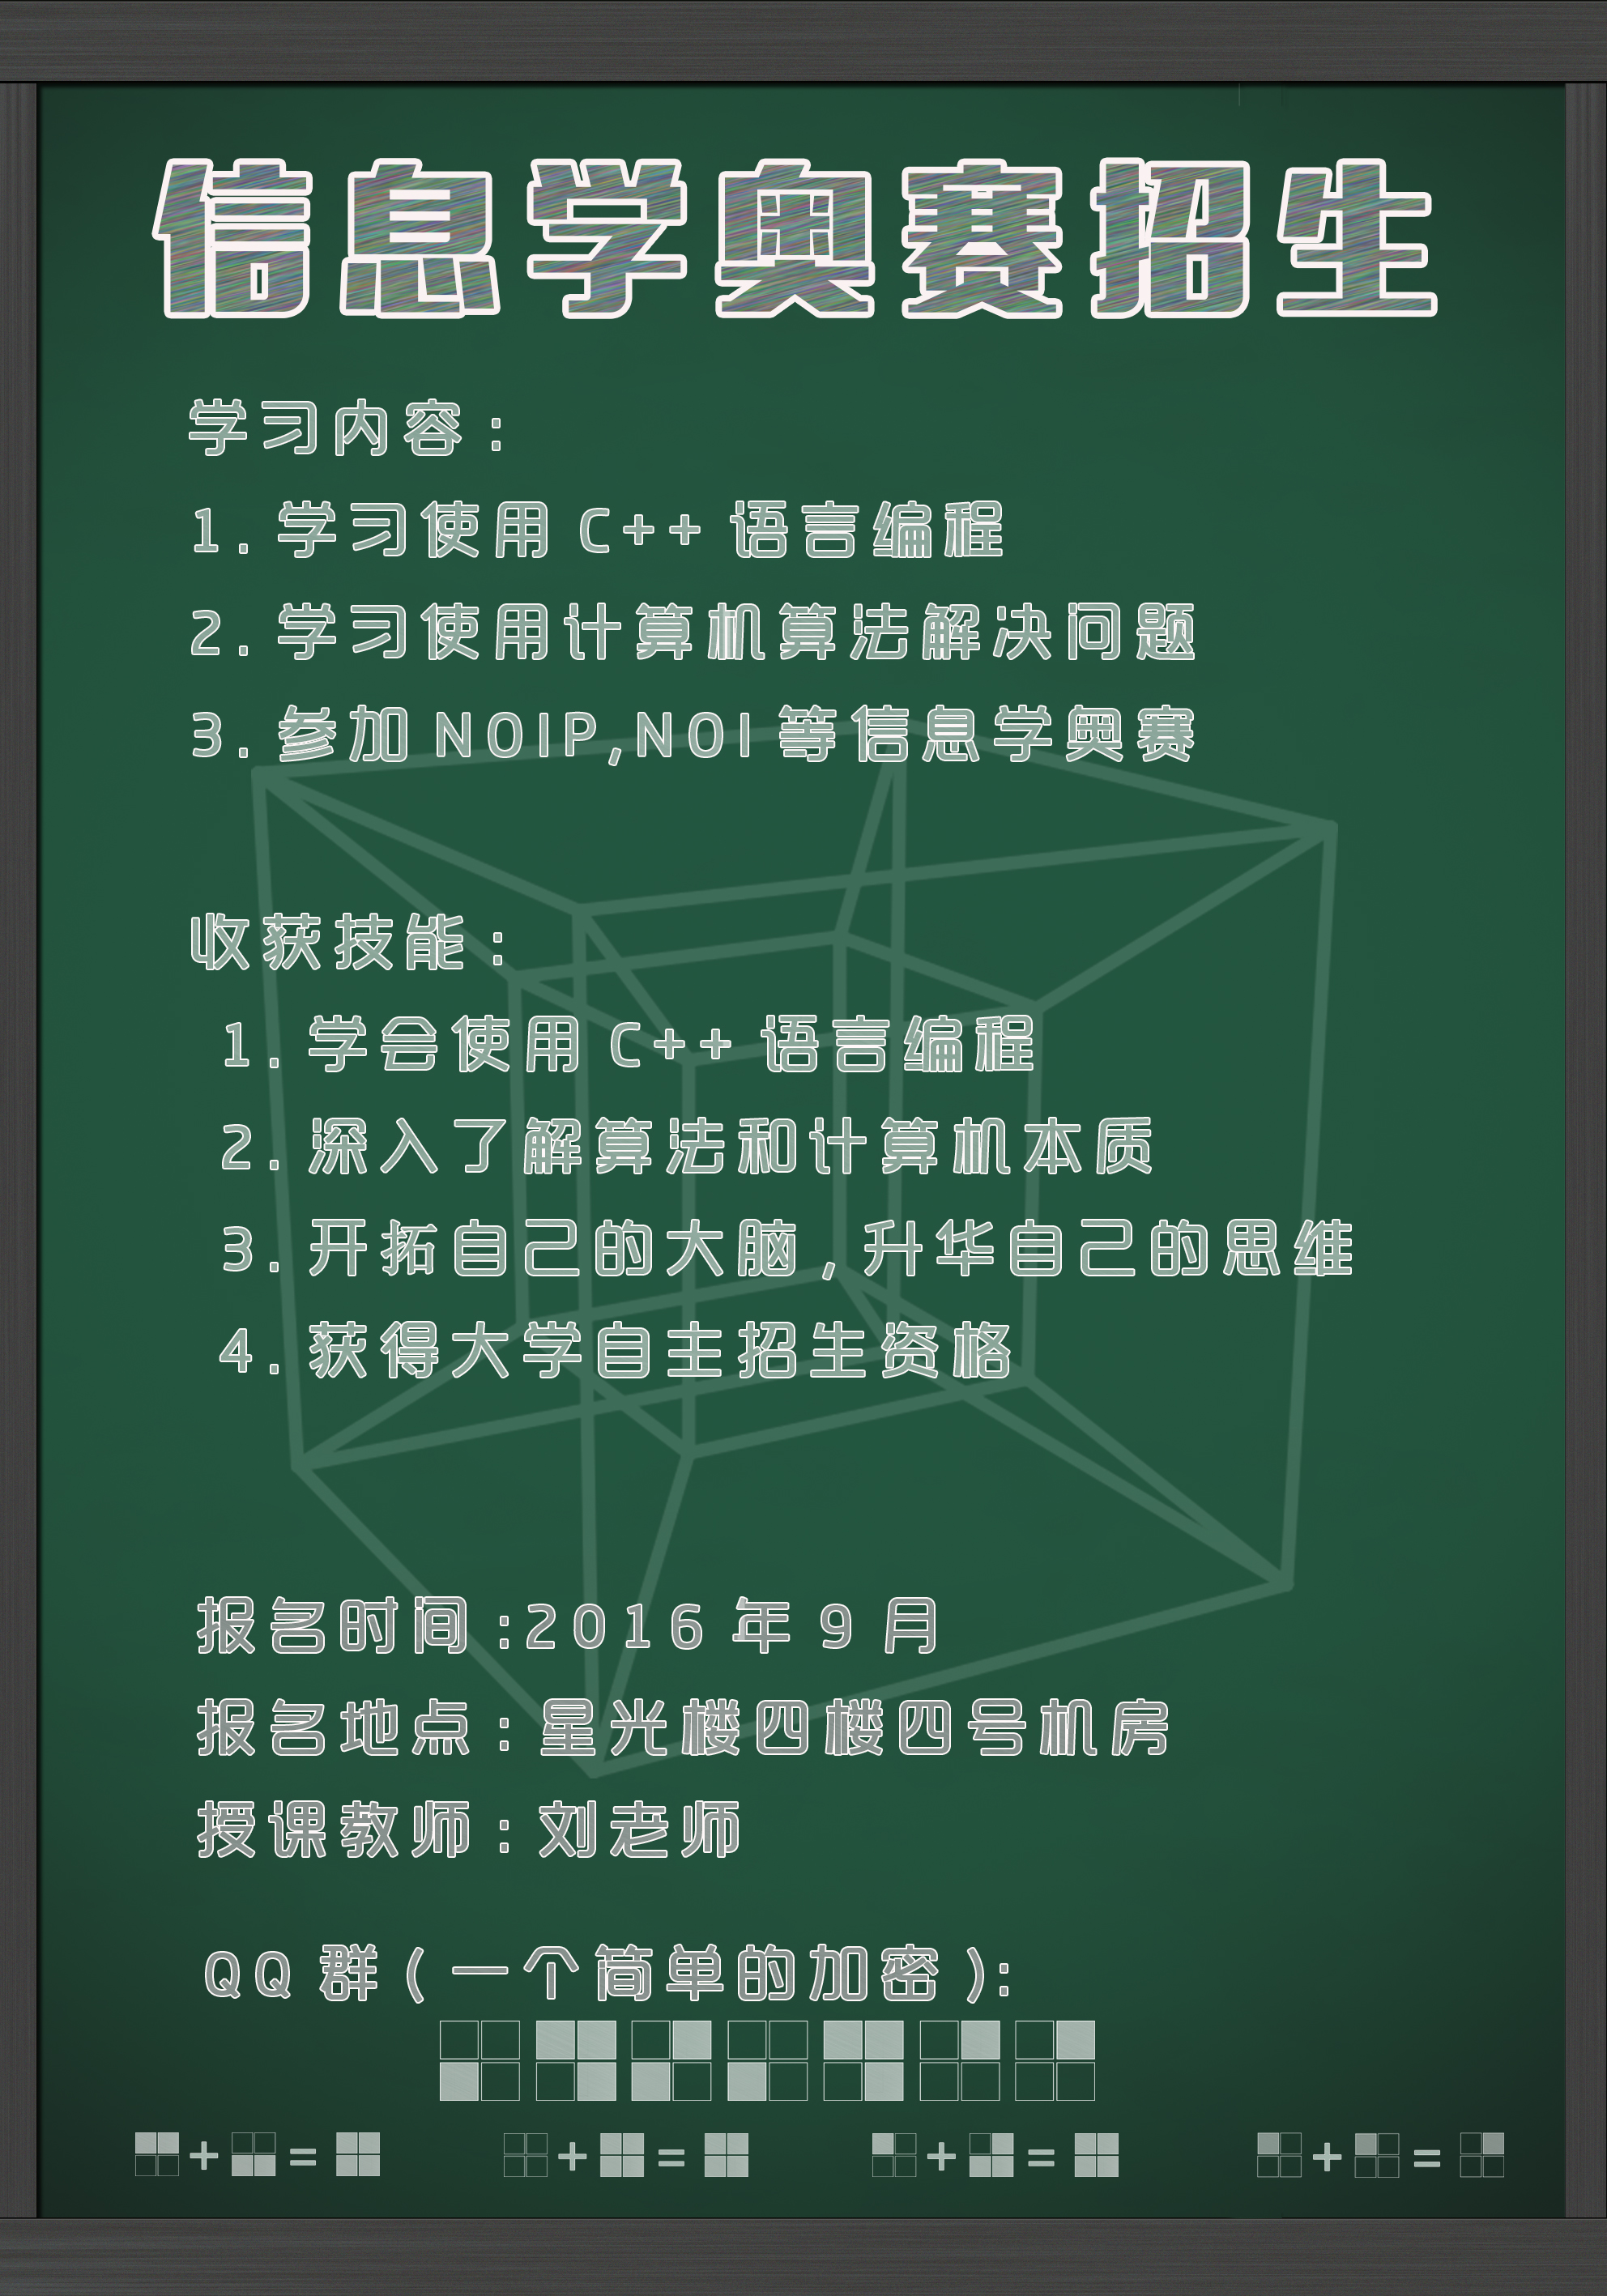 信息学奥赛招生
学习内容：
1. 学习使用 C++ 语言编程
2. 学习使用计算机算法解决问题
3. 参加 NOIP,NOI 等信息学奥赛
收获技能：
1. 学会使用 C++ 语言编程
2. 深入了解算法和计算机本质
3. 开拓自己的大脑，升华自己的思维
4. 获得大学自主招生资格
报名时间:2016 年 9 月
报名地点：星光楼四楼四号机房
授课教师：刘老师
QQ 群(一个简单的加密):
+ =
+ =
+ =
+ =